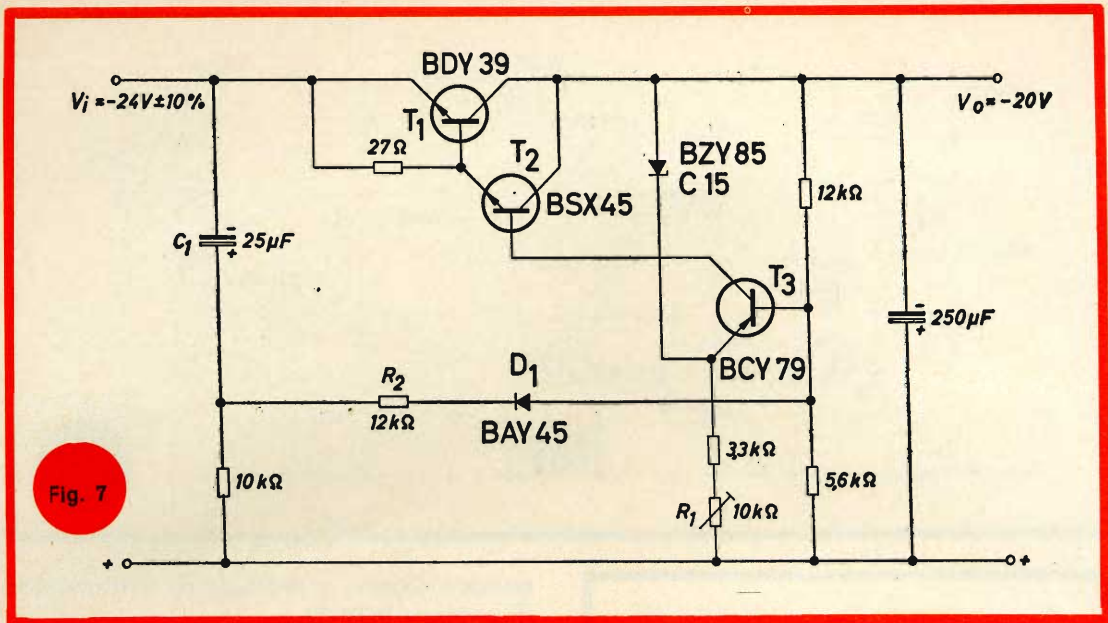 BDY 39
Vi = -24V±10%
Vo = -20V
T1
27Ω
T2
BSX45
BZY 85
C 15
12kΩ
C1
-
+
25μF
T3
-
+
250μF
BCY 79
R2
12kΩ
D1
BAY 45
3,3kΩ
10kΩ
5,6kΩ
R1
10kΩ
Fig. 7
+
+